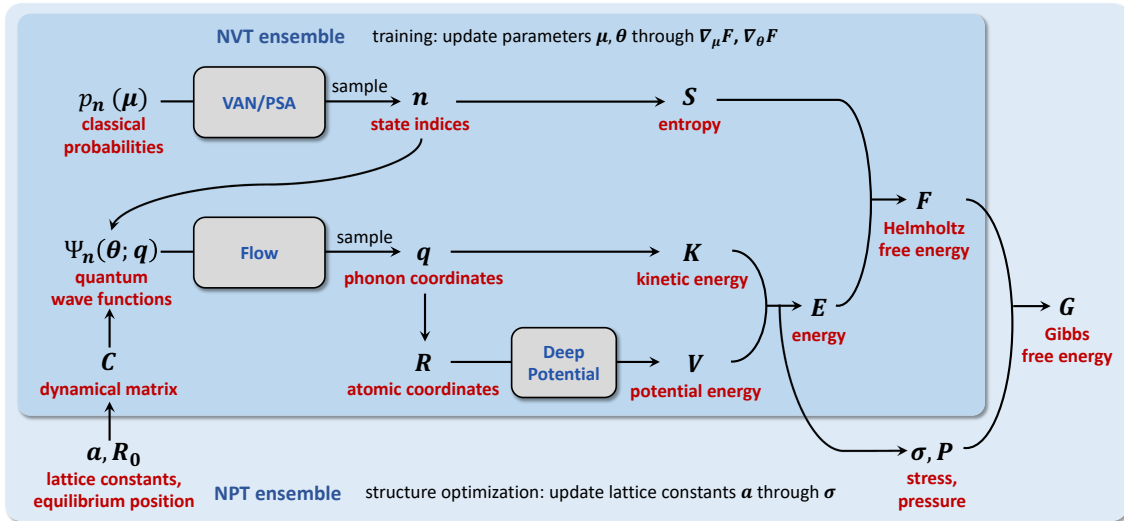 NVT ensemble training: update parameters μ, θ through ∇μF, ∇θF
pn (μ)
classical
probabilities
VAN/PSA
sample
n
state indices
S
entropy
Ψn(θ; q)
quantum
wave functions
Flow
sample
q
phonon coordinates
K
kinetic energy
F
Helmholtz
free energy
E
energy
G
Gibbs
free energy
C
dynamical matrix
R
atomic coordinates
Deep
Potential
V
potential energy
a, R0
lattice constants,
equilibrium position
σ, P
stress,
pressure
NPT ensemble structure optimization: update lattice constants a through σ